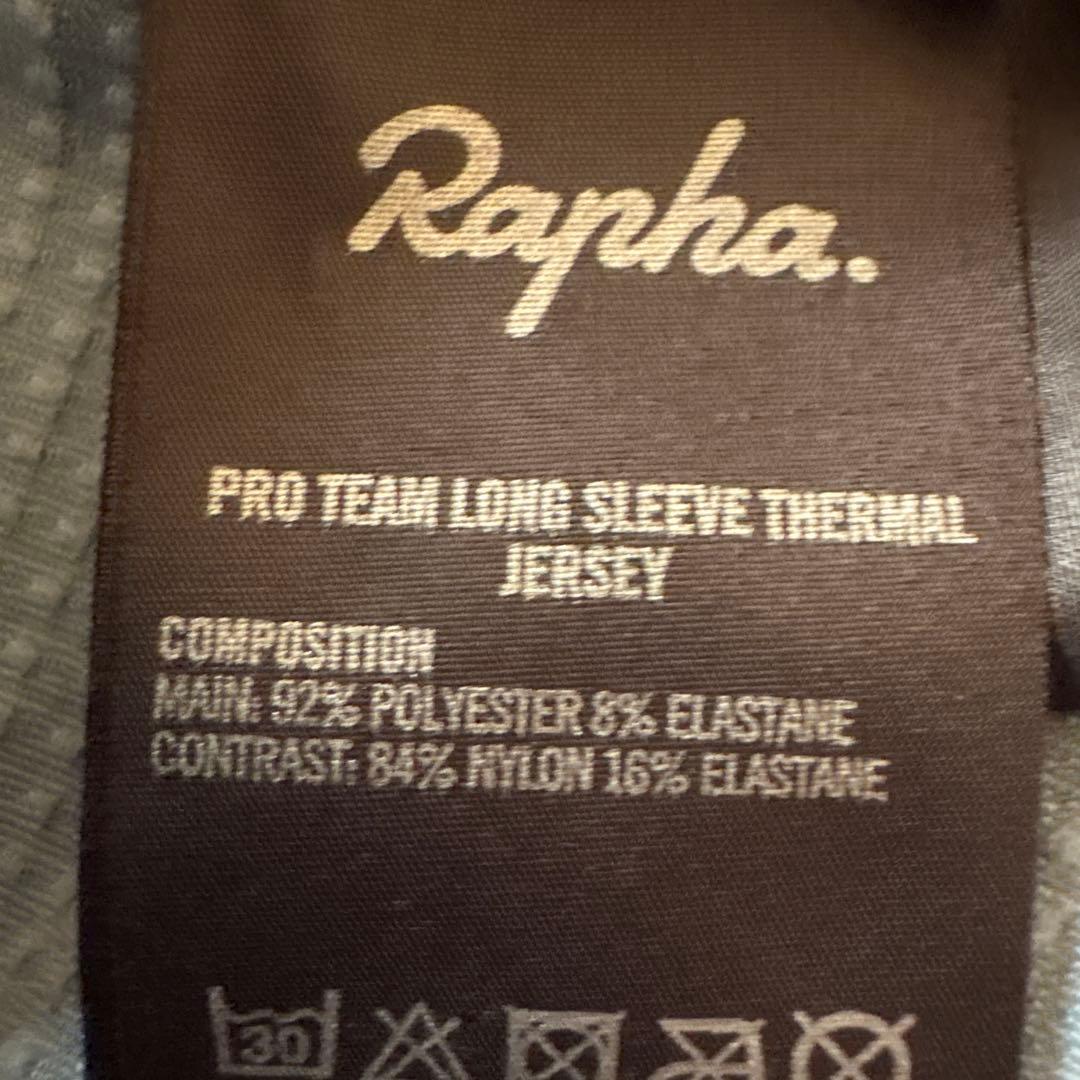 Rapha.
PRO TEAM LONG SLEEVE THERMAL
JERSEY
COMPOSITION
MAIN: 92% POLYESTER 8% ELASTANE
CONTRAST: 84% NYLON 16% ELASTANE
30